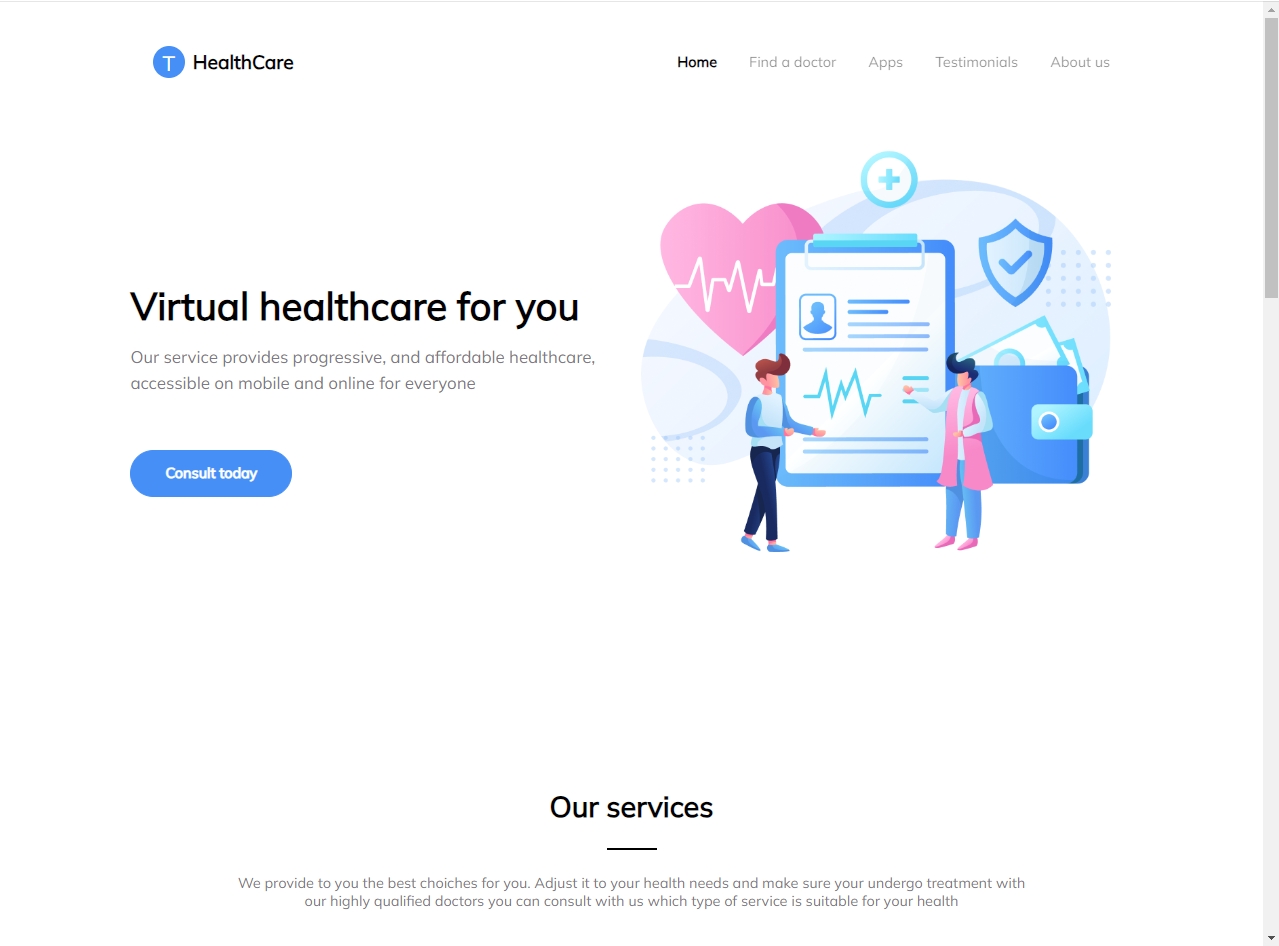 T HealthCare
Home Find a doctor Apps Testimonials About us
Virtual healthcare for you
Our service provides progressive, and affordable healthcare,
accessible on mobile and online for everyone
Consult today
Our services
We provide to you the best choiches for you. Adjust it to your health needs and make sure your undergo treatment with
our highly qualified doctors you can consult with us which type of service is suitable for your health